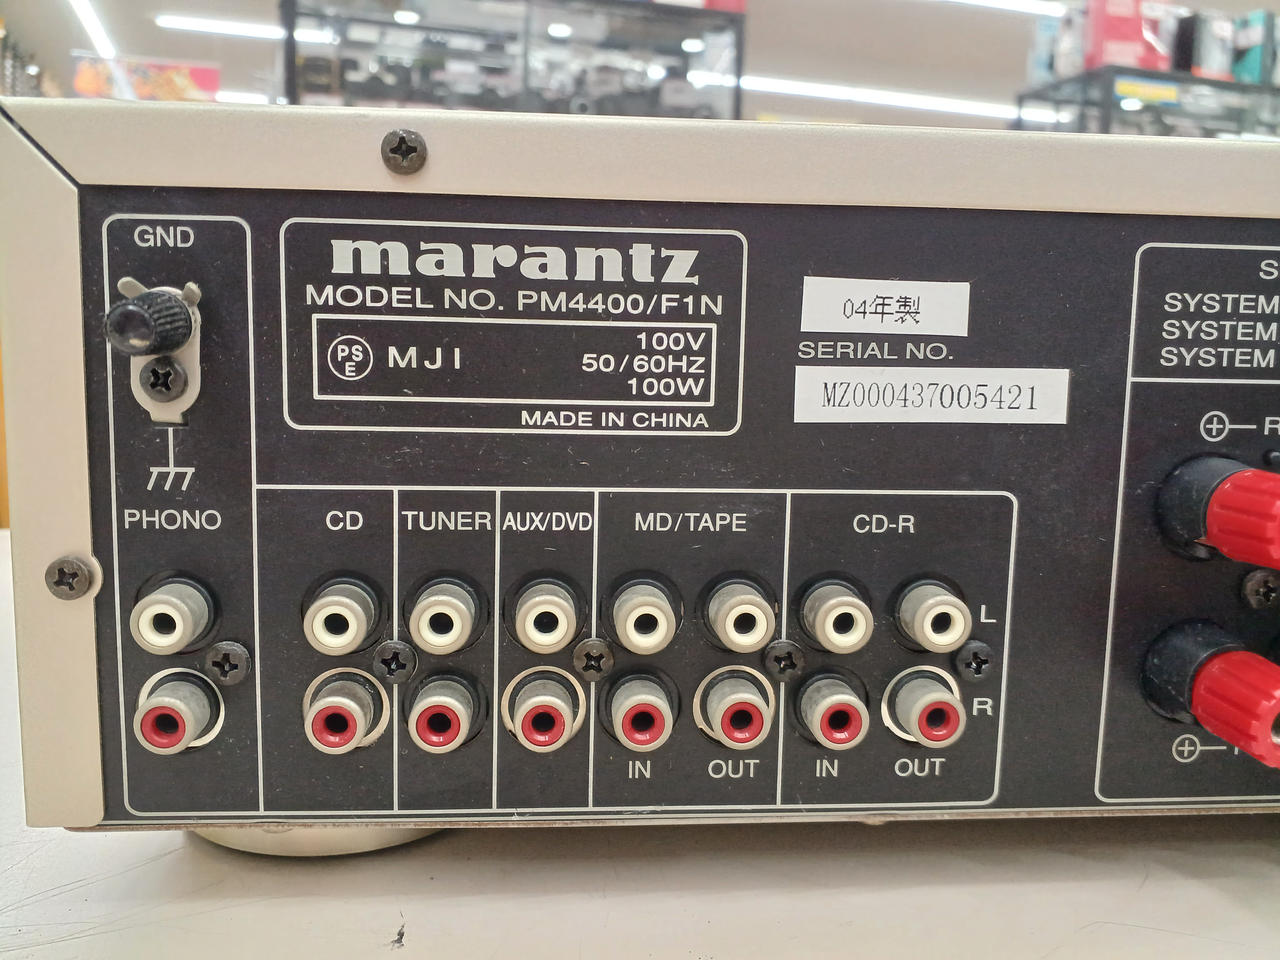 GND
marantz
MODEL NO. PM4400/F1N
PS
E
MJI
100V
50/60HZ
100W
MADE IN CHINA
04年製
SERIAL NO.
MZ000437005421
SYSTEM
SYSTEM
SYSTEM
R
PHONO
CD
TUNER
AUX/DVD
MD/TAPE
CD-R
L
R
IN
OUT
IN
OUT